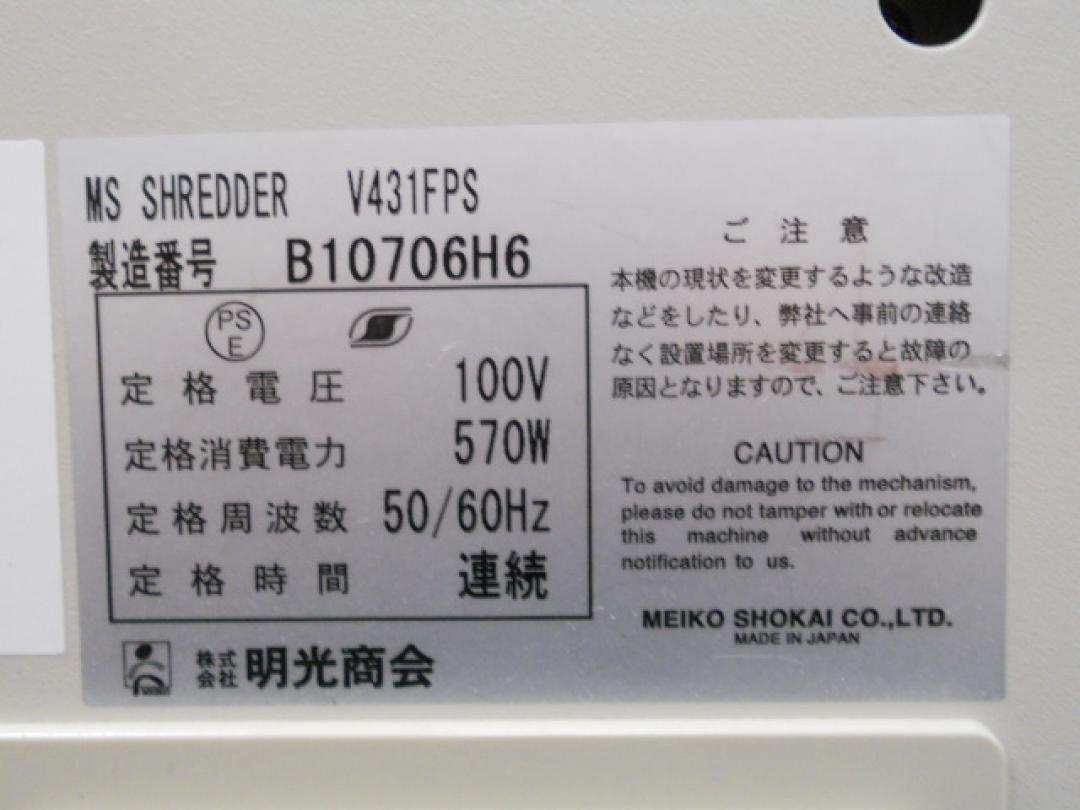 MS SHREDDER V431FPS
製造番号 B10706H6
PS
E
定格電圧 100V
定格消費電力 570W
定格周波数 50/60Hz
定格時間 連続
株式
会社 明光商会
ご注意
本機の現状を変更するような改造
などをしたり、弊社へ事前の連絡
なく設置場所を変更すると故障の
原因となりますので、ご注意下さい。
CAUTION
To avoid damage to the mechanism,
please do not tamper with or relocate
this machine without advance
notification to us.
MEIKO SHOKAI CO.,LTD.
MADE IN JAPAN